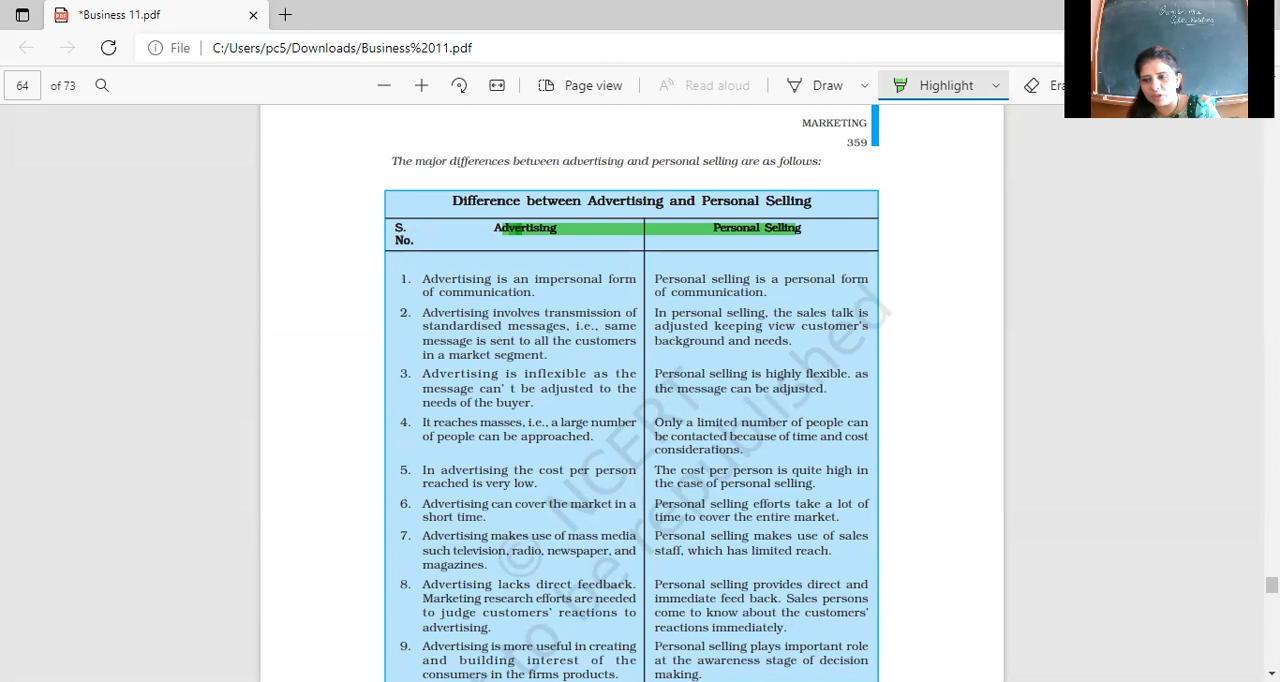 *Business 11.pdf
File C:/Users/pc5/Downloads/Business%2011.pdf
64 of 73 Page view Read aloud Draw Highlight Era
MARKETING
359
The major differences between advertising and personal selling are as follows:
Difference between Advertising and Personal Selling
S. No. Advertising Personal Selling
1. Advertising is an impersonal form
of communication.
Personal selling is a personal form
of communication.
2. Advertising involves transmission of
standardised messages, i.e., same
message is sent to all the customers
in a market segment.
In personal selling, the sales talk is
adjusted keeping view customer's
background and needs.
3. Advertising is inflexible as the
message can' t be adjusted to the
needs of the buyer.
Personal selling is highly flexible. as
the message can be adjusted.
4. It reaches masses, i.e., a large number
of people can be approached.
Only a limited number of people can
be contacted because of time and cost
considerations.
5. In advertising the cost per person
reached is very low.
The cost per person is quite high in
the case of personal selling.
6. Advertising can cover the market in a
short time.
Personal selling efforts take a lot of
time to cover the entire market.
7. Advertising makes use of mass media
such television, radio, newspaper, and
magazines.
Personal selling makes use of sales
staff, which has limited reach.
8. Advertising lacks direct feedback.
Marketing research efforts are needed
to judge customers' reactions to
advertising.
Personal selling provides direct and
immediate feed back. Sales persons
come to know about the customers'
reactions immediately.
9. Advertising is more useful in creating
and building interest of the
consumers in the firms products.
Personal selling plays important role
at the awareness stage of decision
making.
© NCERT
to be republished